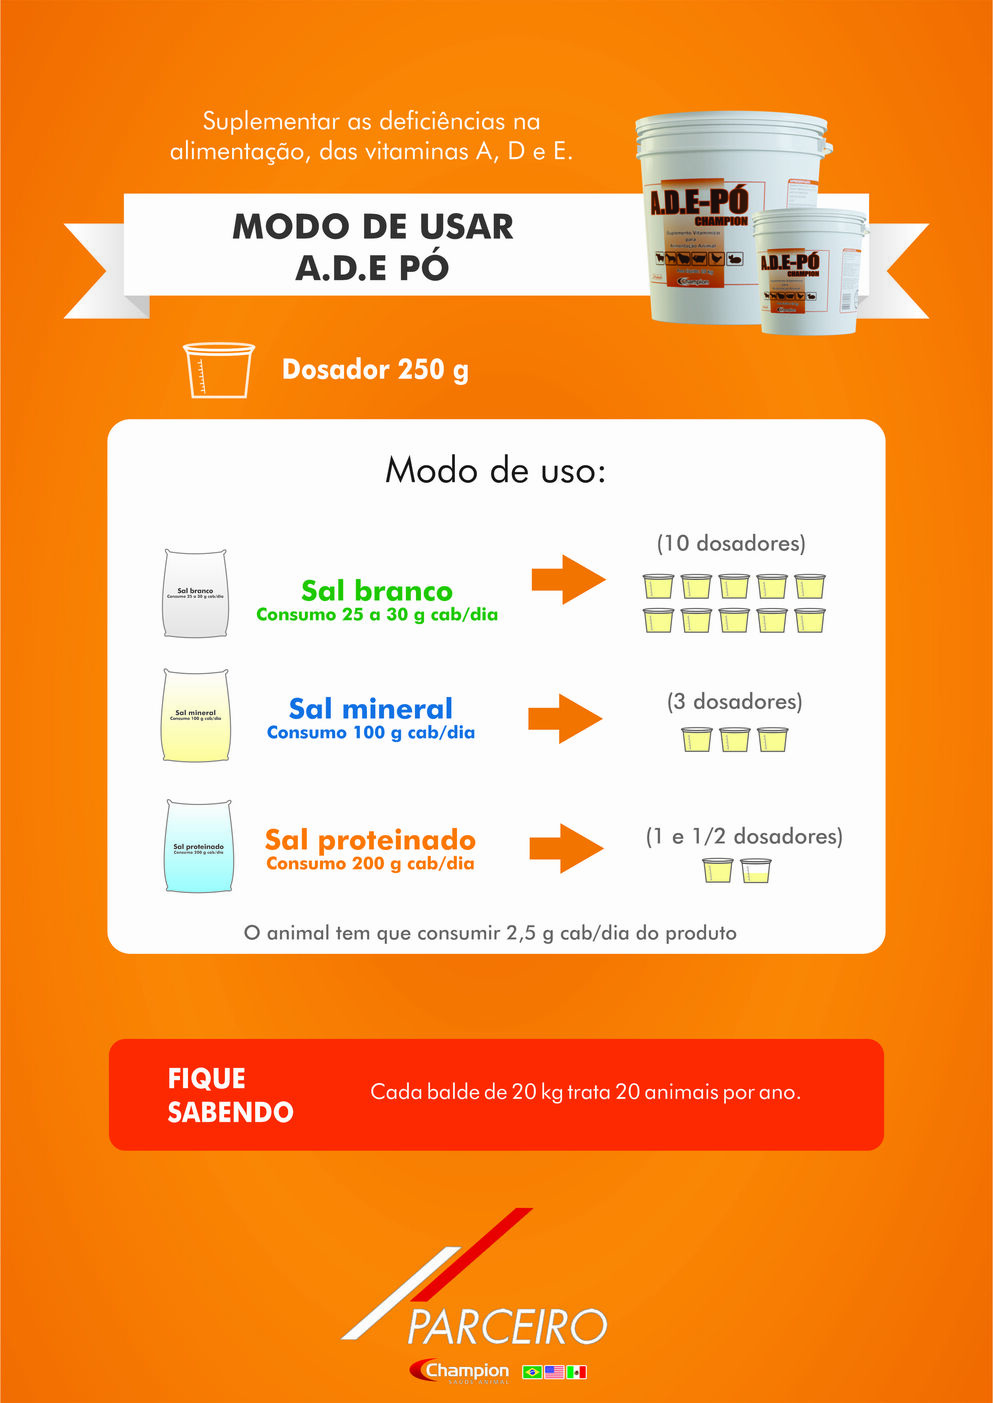 Suplementar as deficiências na
alimentação, das vitaminas A, D e E.
MODO DE USAR
A.D.E PÓ
A.D.E-PÓ
CHAMPION
Suplemento Vitamínico
para
Champion
A.D.E-PÓ
CHAMPION
Dosador 250 g
Modo de uso:
Sal branco
Consumo 25 a 30 g cab/dia
Sal branco
Consumo 25 a 30 g cab/dia
(10 dosadores)
Sal mineral
Consumo 100 g cab/dia
Sal mineral
Consumo 100 g cab/dia
(3 dosadores)
Sal proteinado
Consumo 200 g cab/dia
Sal proteinado
Consumo 200 g cab/dia
(1 e 1/2 dosadores)
O animal tem que consumir 2,5 g cab/dia do produto
FIQUE
SABENDO
Cada balde de 20 kg trata 20 animais por ano.
PARCEIRO
Champion
SAÚDE ANIMAL